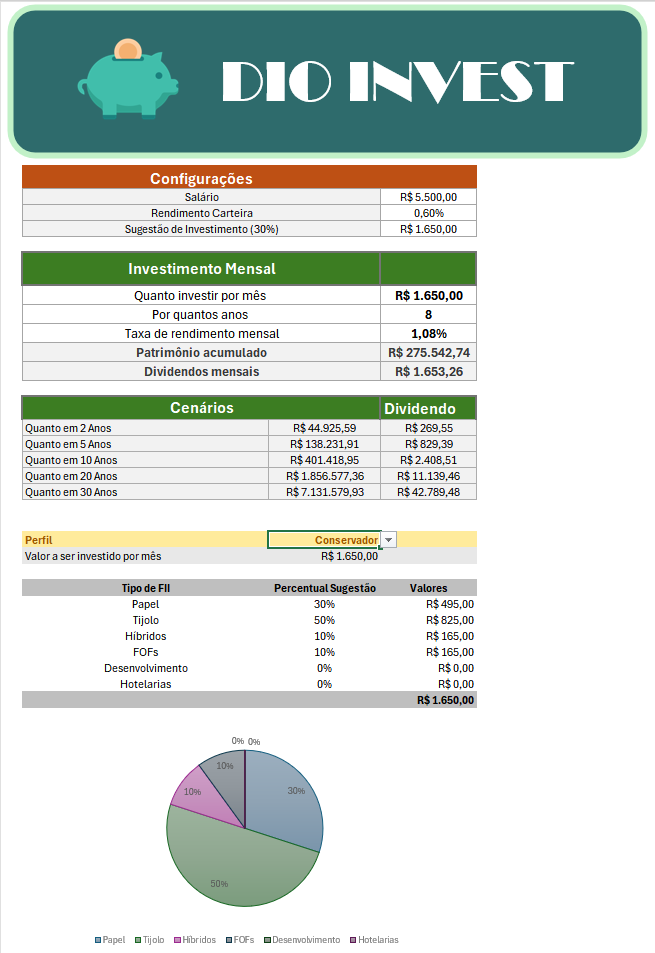 DIO INVEST
Configurações
Salário R$ 5.500,00
Rendimento Carteira 0,60%
Sugestão de Investimento (30%) R$ 1.650,00
Investimento Mensal
Quanto investir por mês R$ 1.650,00
Por quantos anos 8
Taxa de rendimento mensal 1,08%
Patrimônio acumulado R$ 275.542,74
Dividendos mensais R$ 1.653,26
Cenários Dividendo
Quanto em 2 Anos R$ 44.925,59 R$ 269,55
Quanto em 5 Anos R$ 138.231,91 R$ 829,39
Quanto em 10 Anos R$ 401.418,95 R$ 2.408,51
Quanto em 20 Anos R$ 1.856.577,36 R$ 11.139,46
Quanto em 30 Anos R$ 7.131.579,93 R$ 42.789,48
Perfil Conservador
Valor a ser investido por mês R$ 1.650,00
Tipo de FII Percentual Sugestão Valores
Papel 30% R$ 495,00
Tijolo 50% R$ 825,00
Híbridos 10% R$ 165,00
FOFs 10% R$ 165,00
Desenvolvimento 0% R$ 0,00
Hotelarias 0% R$ 0,00
R$ 1.650,00
0% 0%
10%
30%
10%
50%
Papel Tijolo Híbridos FOFs Desenvolvimento Hotelarias